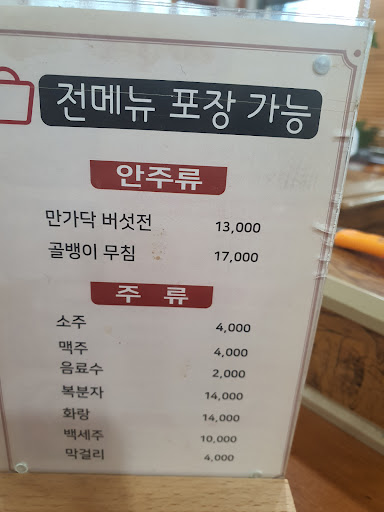 전메뉴 포장 가능
안주류
만가닥 버섯전 13,000
골뱅이 무침 17,000
주 류
소주 4,000
맥주 4,000
음료수 2,000
복분자 14,000
화랑 14,000
백세주 10,000
막걸리 4,000